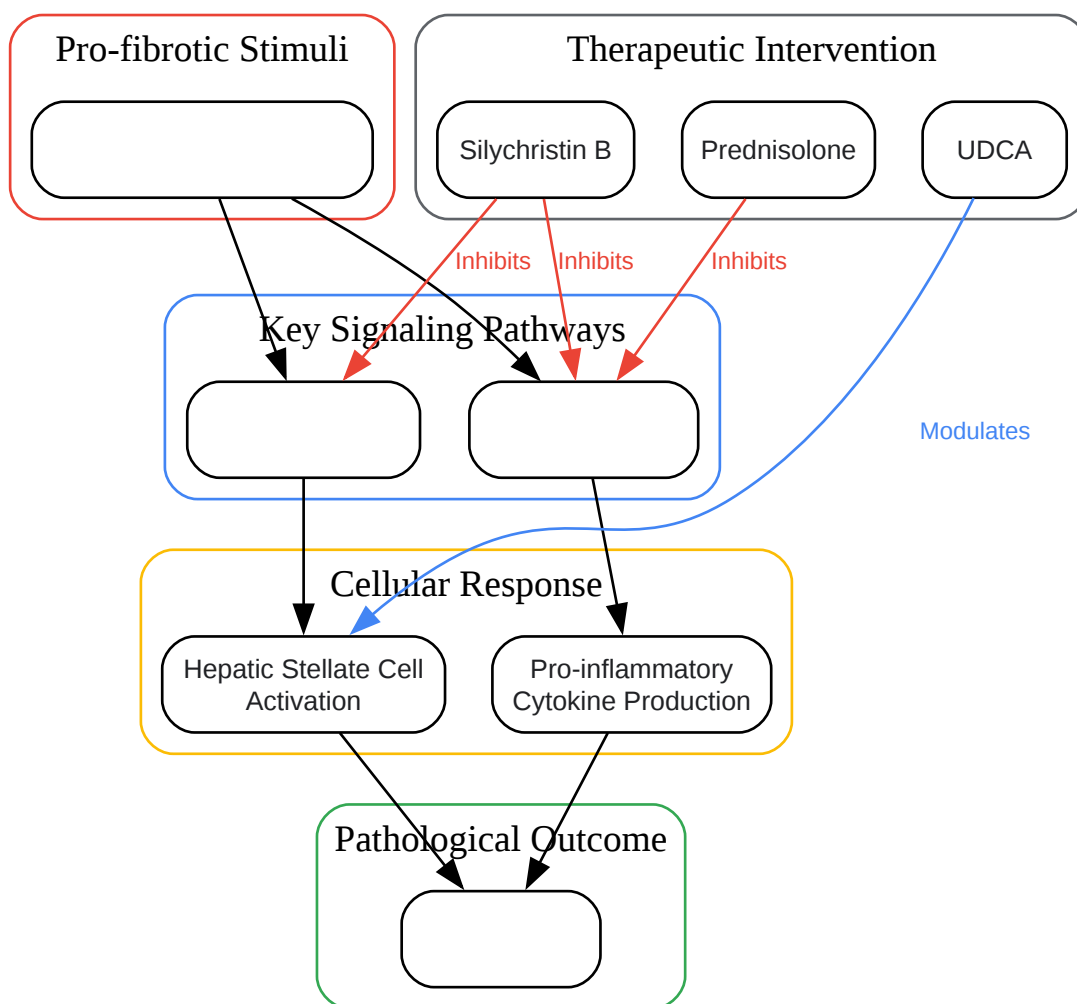 Pro-fibrotic Stimuli
Therapeutic Intervention
Silychristin B
Prednisolone
UDCA
Inhibits
Inhibits
Inhibits
Key Signaling Pathways
Modulates
Cellular Response
Hepatic Stellate Cell
Activation
Pro-inflammatory
Cytokine Production
Pathological Outcome